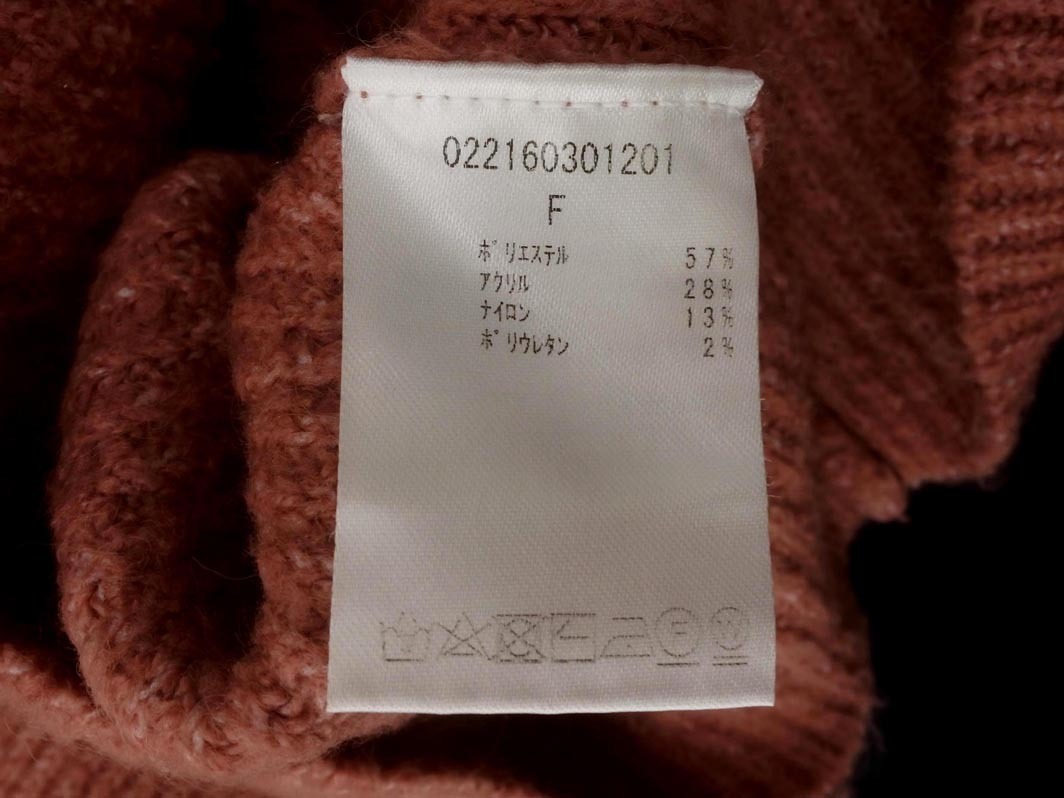 022160301201
F
ﾎﾟﾘｴｽﾃﾙ 57%
ｱｸﾘﾙ 28%
ﾅｲﾛﾝ 13%
ﾎﾟﾘｳﾚﾀﾝ 2%